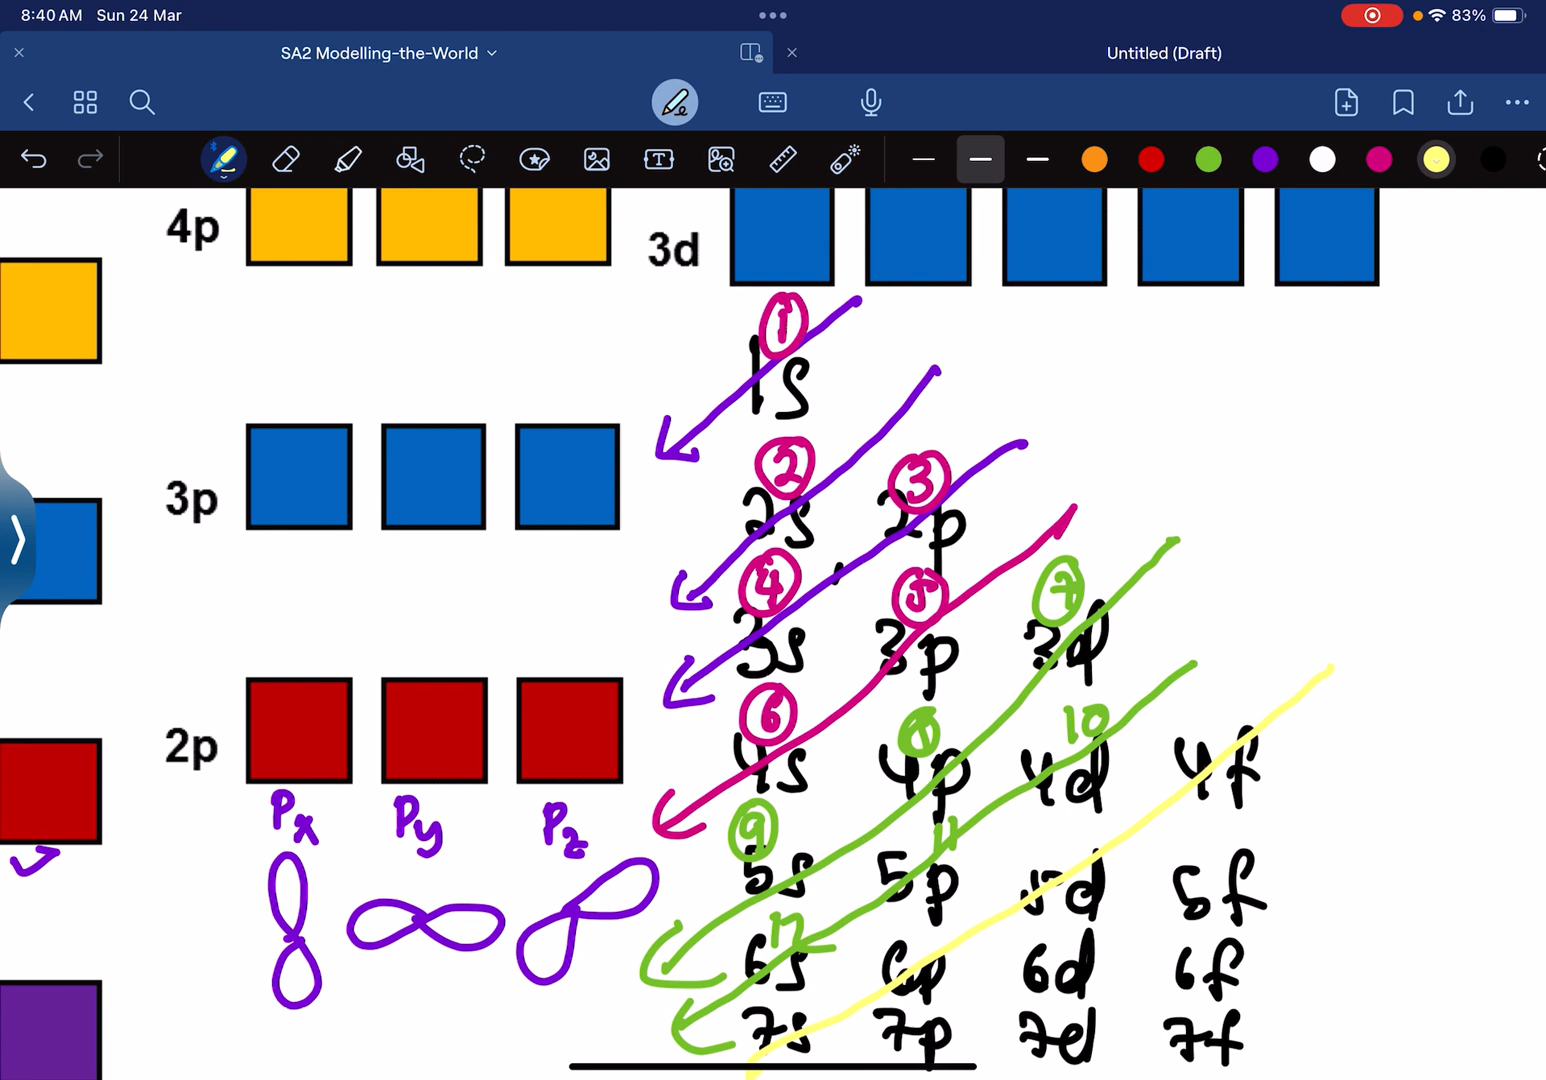 8:40 AM Sun 24 Mar
83%
SA2 Modelling-the-World
Untitled (Draft)
T
4p
3d
1
1s
2 3
2s 2p
3p
4 5 7
3s 3p 3d
6 8 10
4s 4p 4d 4f
2p
Px Py Pz
9 11
5s 5p 5d 5f
12
6s 6p 6d 6f
7s 7p 7d 7f